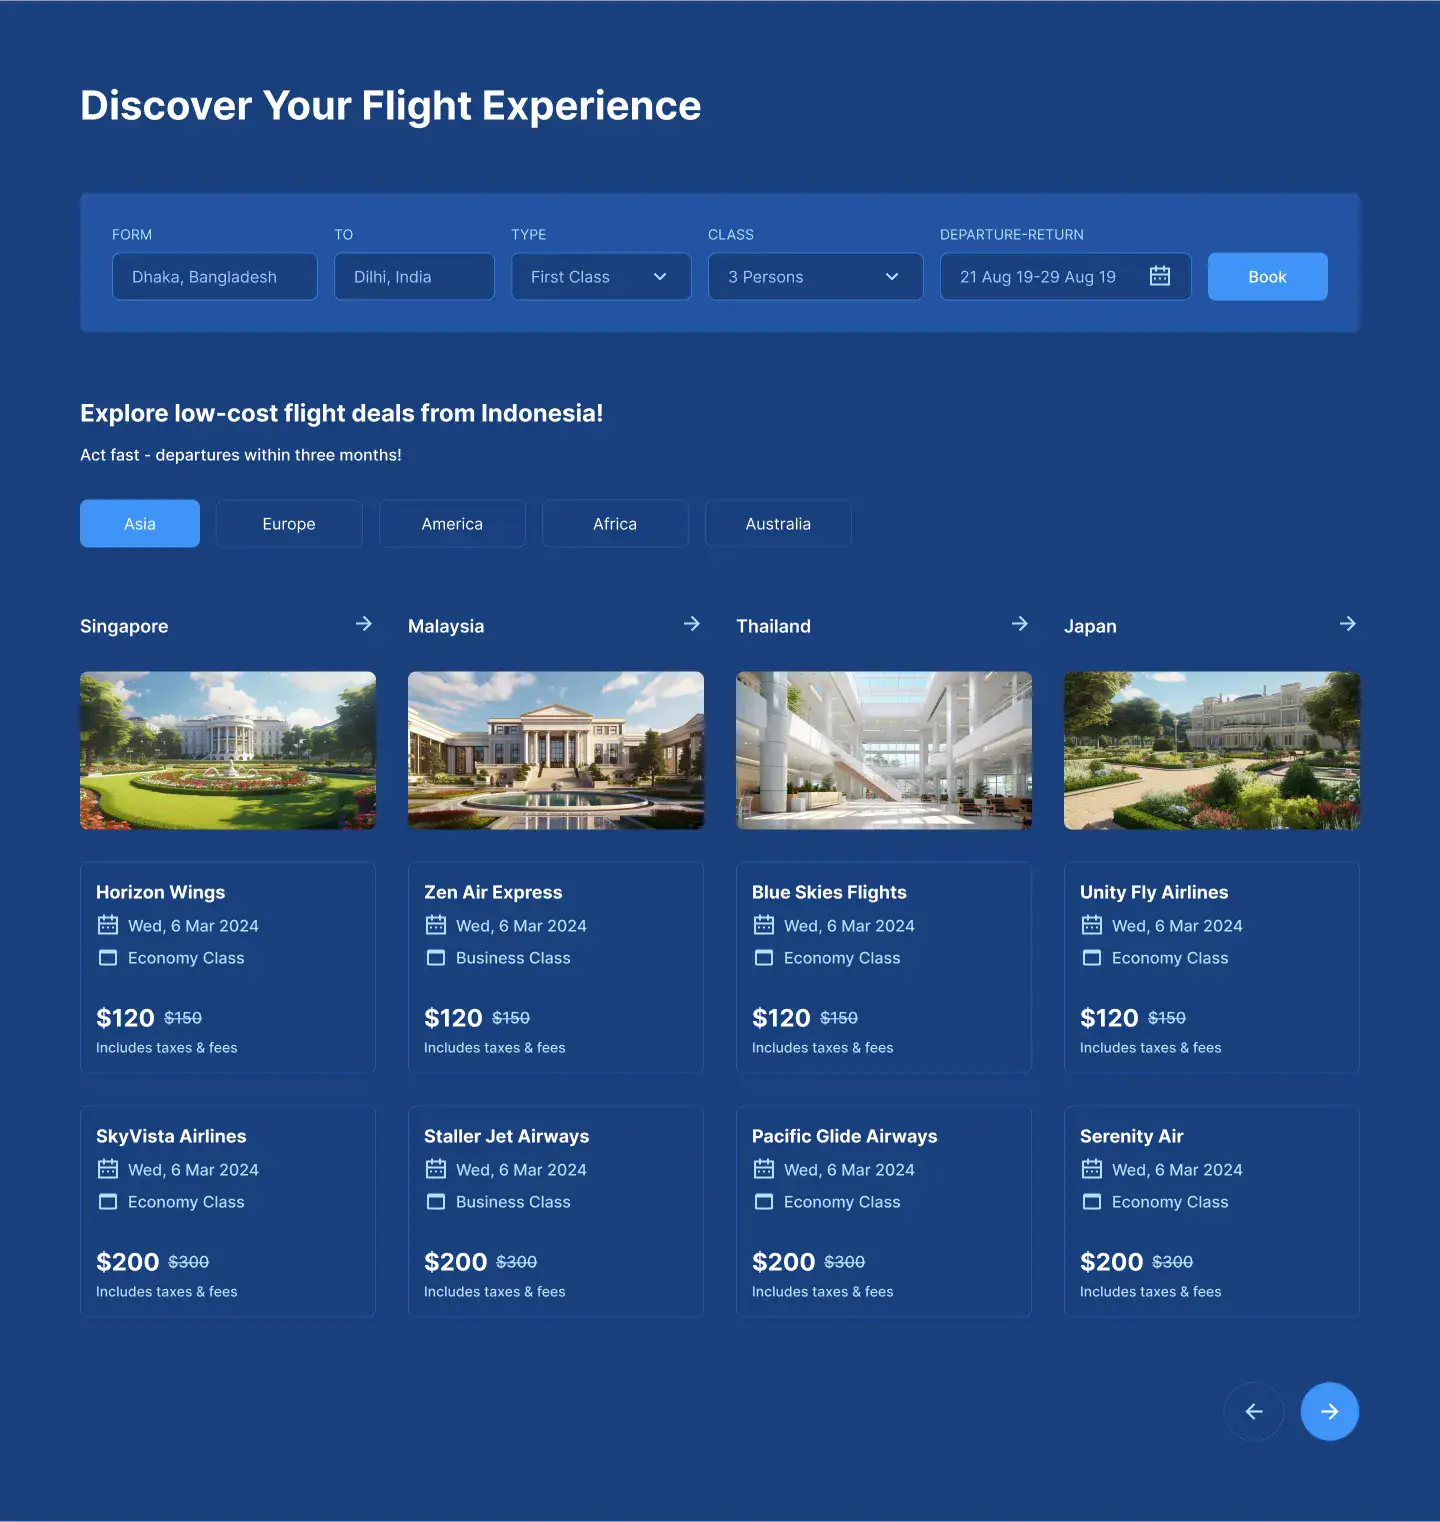 Discover Your Flight Experience
FORM TO TYPE CLASS DEPARTURE-RETURN
Dhaka, Bangladesh Dilhi, India First Class 3 Persons 21 Aug 19-29 Aug 19 Book
Explore low-cost flight deals from Indonesia!
Act fast - departures within three months!
Asia Europe America Africa Australia
Singapore Malaysia Thailand Japan
Horizon Wings Zen Air Express Blue Skies Flights Unity Fly Airlines
Wed, 6 Mar 2024 Wed, 6 Mar 2024 Wed, 6 Mar 2024 Wed, 6 Mar 2024
Economy Class Business Class Economy Class Economy Class
$120 $150 $120 $150 $120 $150 $120 $150
Includes taxes & fees Includes taxes & fees Includes taxes & fees Includes taxes & fees
SkyVista Airlines Staller Jet Airways Pacific Glide Airways Serenity Air
Wed, 6 Mar 2024 Wed, 6 Mar 2024 Wed, 6 Mar 2024 Wed, 6 Mar 2024
Economy Class Business Class Economy Class Economy Class
$200 $300 $200 $300 $200 $300 $200 $300
Includes taxes & fees Includes taxes & fees Includes taxes & fees Includes taxes & fees